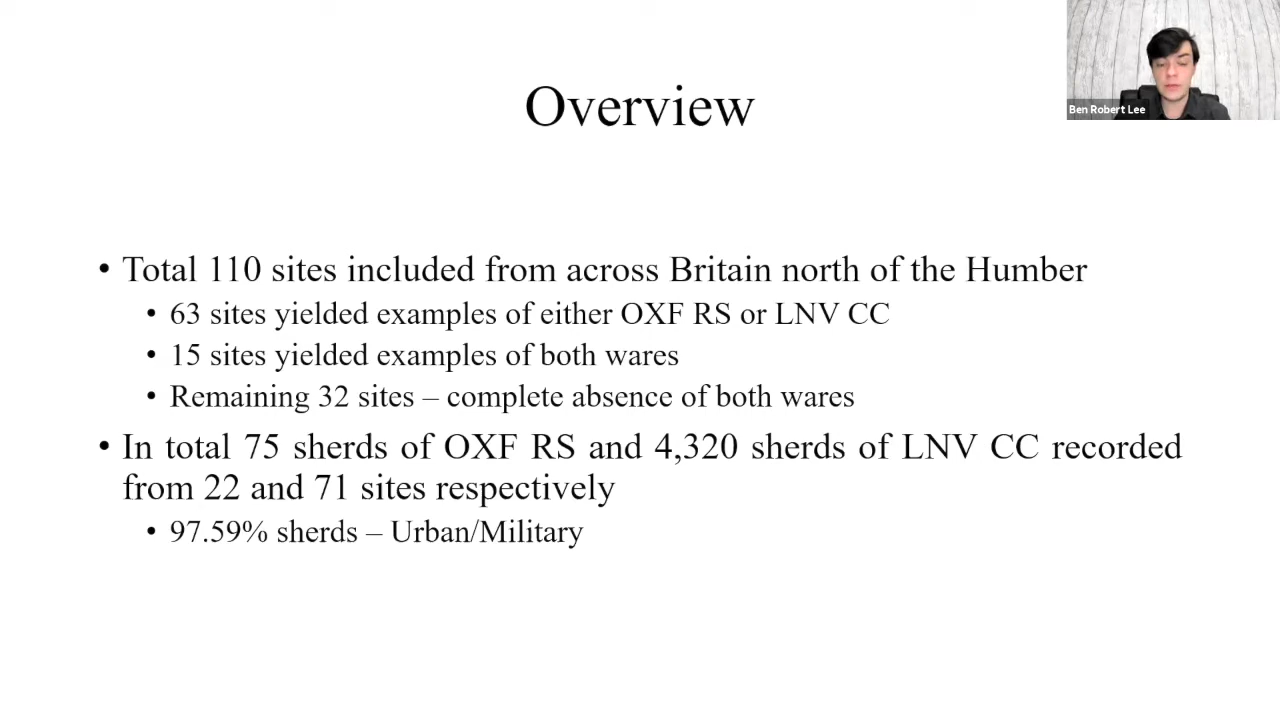 Overview
Ben Robert Lee
• Total 110 sites included from across Britain north of the Humber
• 63 sites yielded examples of either OXF RS or LNV CC
• 15 sites yielded examples of both wares
• Remaining 32 sites – complete absence of both wares
• In total 75 sherds of OXF RS and 4,320 sherds of LNV CC recorded
from 22 and 71 sites respectively
• 97.59% sherds – Urban/Military